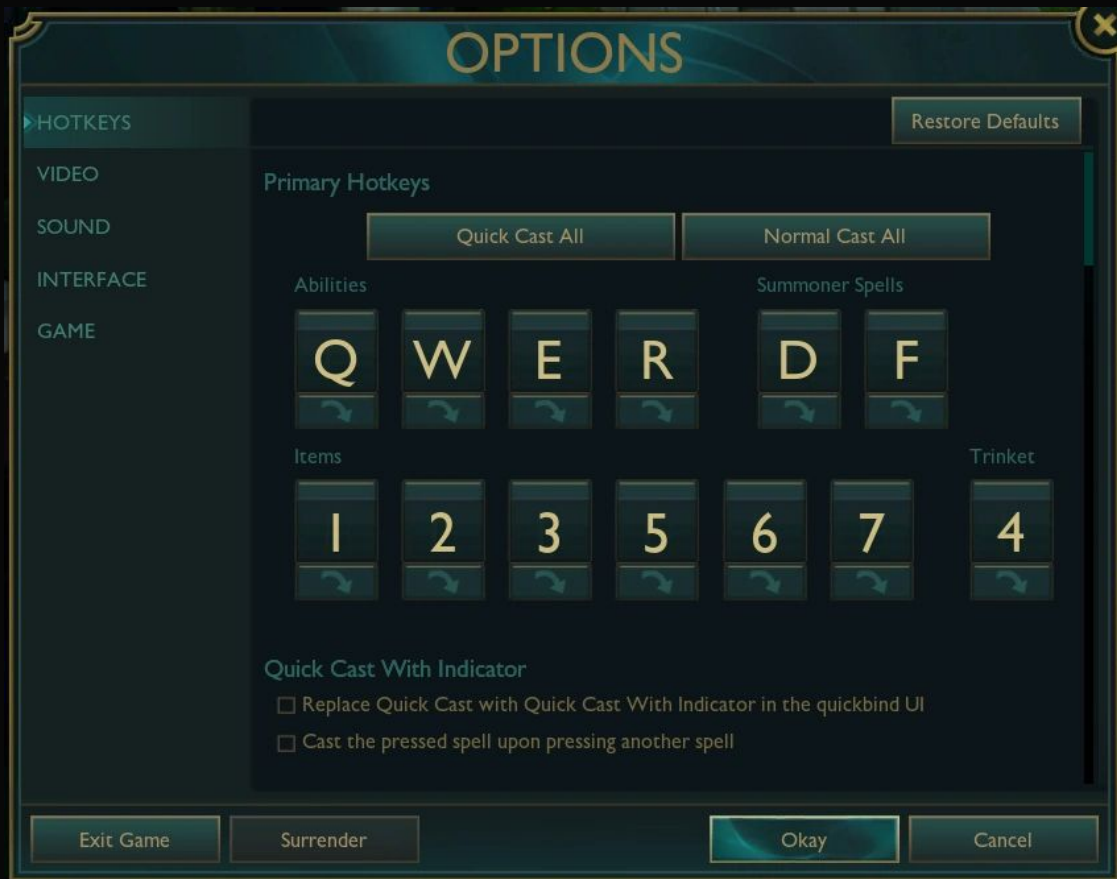 OPTIONS
HOTKEYS
VIDEO
SOUND
INTERFACE
GAME
Restore Defaults
Primary Hotkeys
Quick Cast All Normal Cast All
Abilities Summoner Spells
Q W E R D F
Items Trinket
1 2 3 5 6 7 4
Quick Cast With Indicator
Replace Quick Cast with Quick Cast With Indicator in the quickbind UI
Cast the pressed spell upon pressing another spell
Exit Game Surrender Okay Cancel